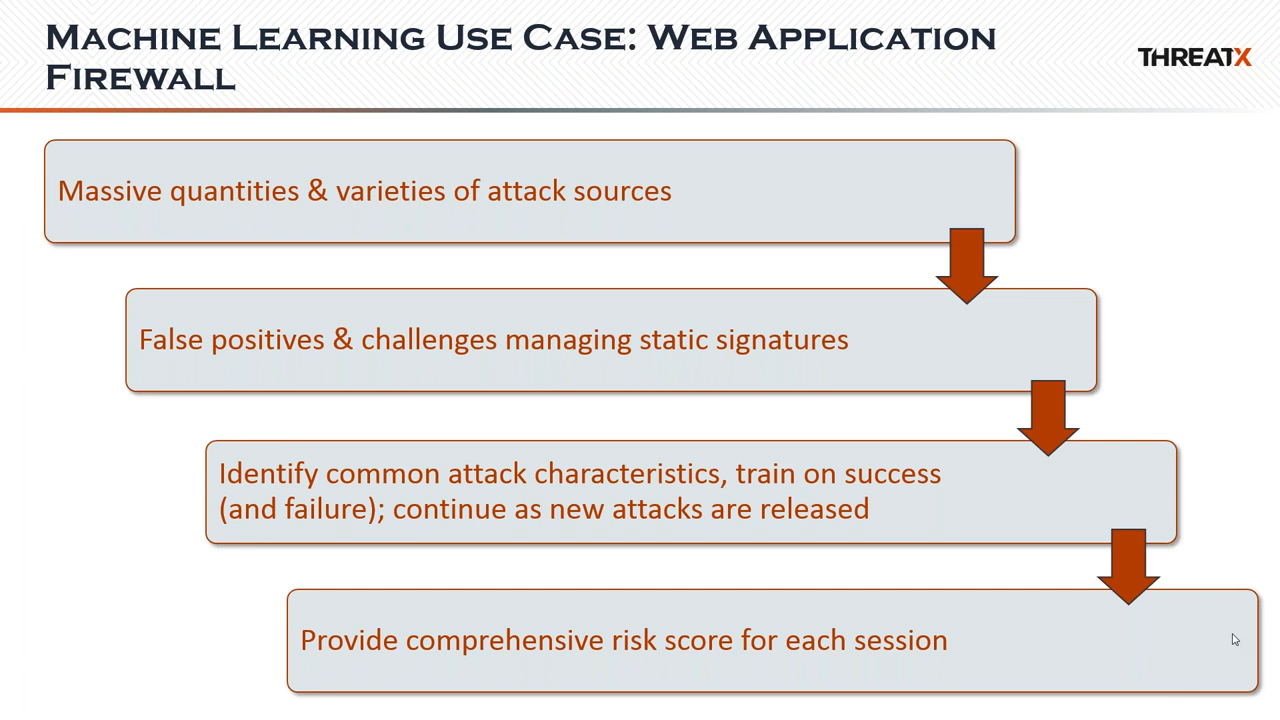 Machine Learning Use Case: Web Application
Firewall
THREATX
Massive quantities & varieties of attack sources
False positives & challenges managing static signatures
Identify common attack characteristics, train on success
(and failure); continue as new attacks are released
Provide comprehensive risk score for each session